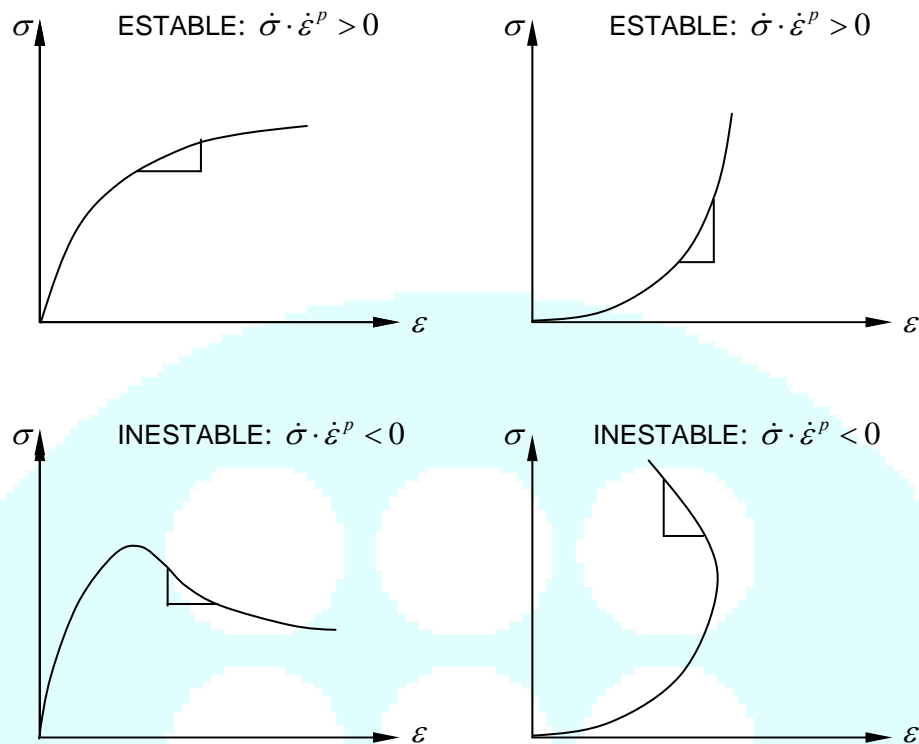 σ ESTABLE: σ̇ · ε̇ᵖ > 0
ε
σ ESTABLE: σ̇ · ε̇ᵖ > 0
ε
σ INESTABLE: σ̇ · ε̇ᵖ < 0
ε
σ INESTABLE: σ̇ · ε̇ᵖ < 0
ε